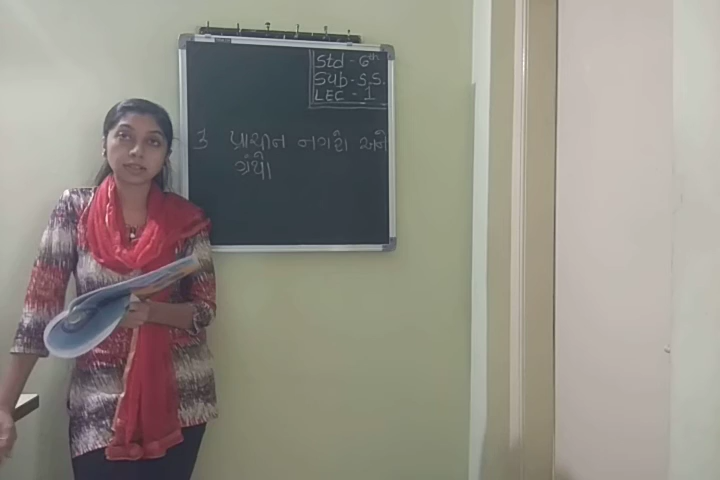 Std - 6th
Sub - S.S.
LEC - 1
3 પ્રાચીન નગરો અને
ગ્રંથો